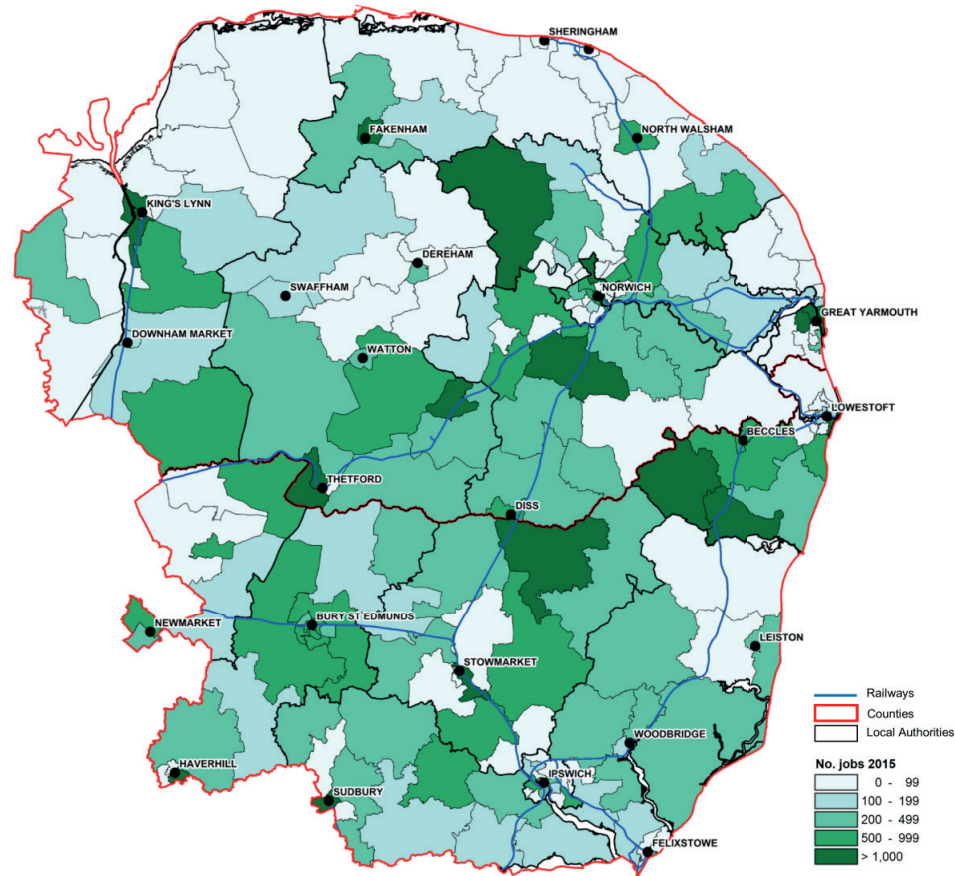 SHERINGHAM
FAKENHAM
NORTH WALSHAM
KING'S LYNN
DEREHAM
SWAFFHAM
NORWICH
GREAT YARMOUTH
DOWNHAM MARKET
WATTON
LOWESTOFT
BECCLES
THETFORD
DISS
BURY ST EDMUNDS
NEWMARKET
LEISTON
STOWMARKET
WOODBRIDGE
HAVERHILL
IPSWICH
SUDBURY
FELIXSTOWE
Railways
Counties
Local Authorities
No. jobs 2015
0 - 99
100 - 199
200 - 499
500 - 999
> 1,000